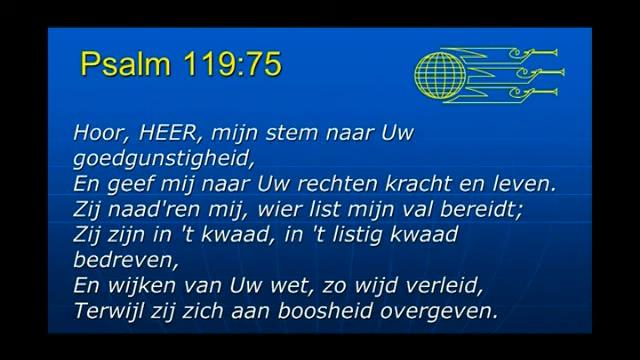 Psalm 119:75
Hoor, HEER, mijn stem naar Uw
goedgunstigheid,
En geef mij naar Uw rechten kracht en leven.
Zij naad'ren mij, wier list mijn val bereidt;
Zij zijn in 't kwaad, in 't listig kwaad
bedreven,
En wijken van Uw wet, zo wijd verleid,
Terwijl zij zich aan boosheid overgeven.